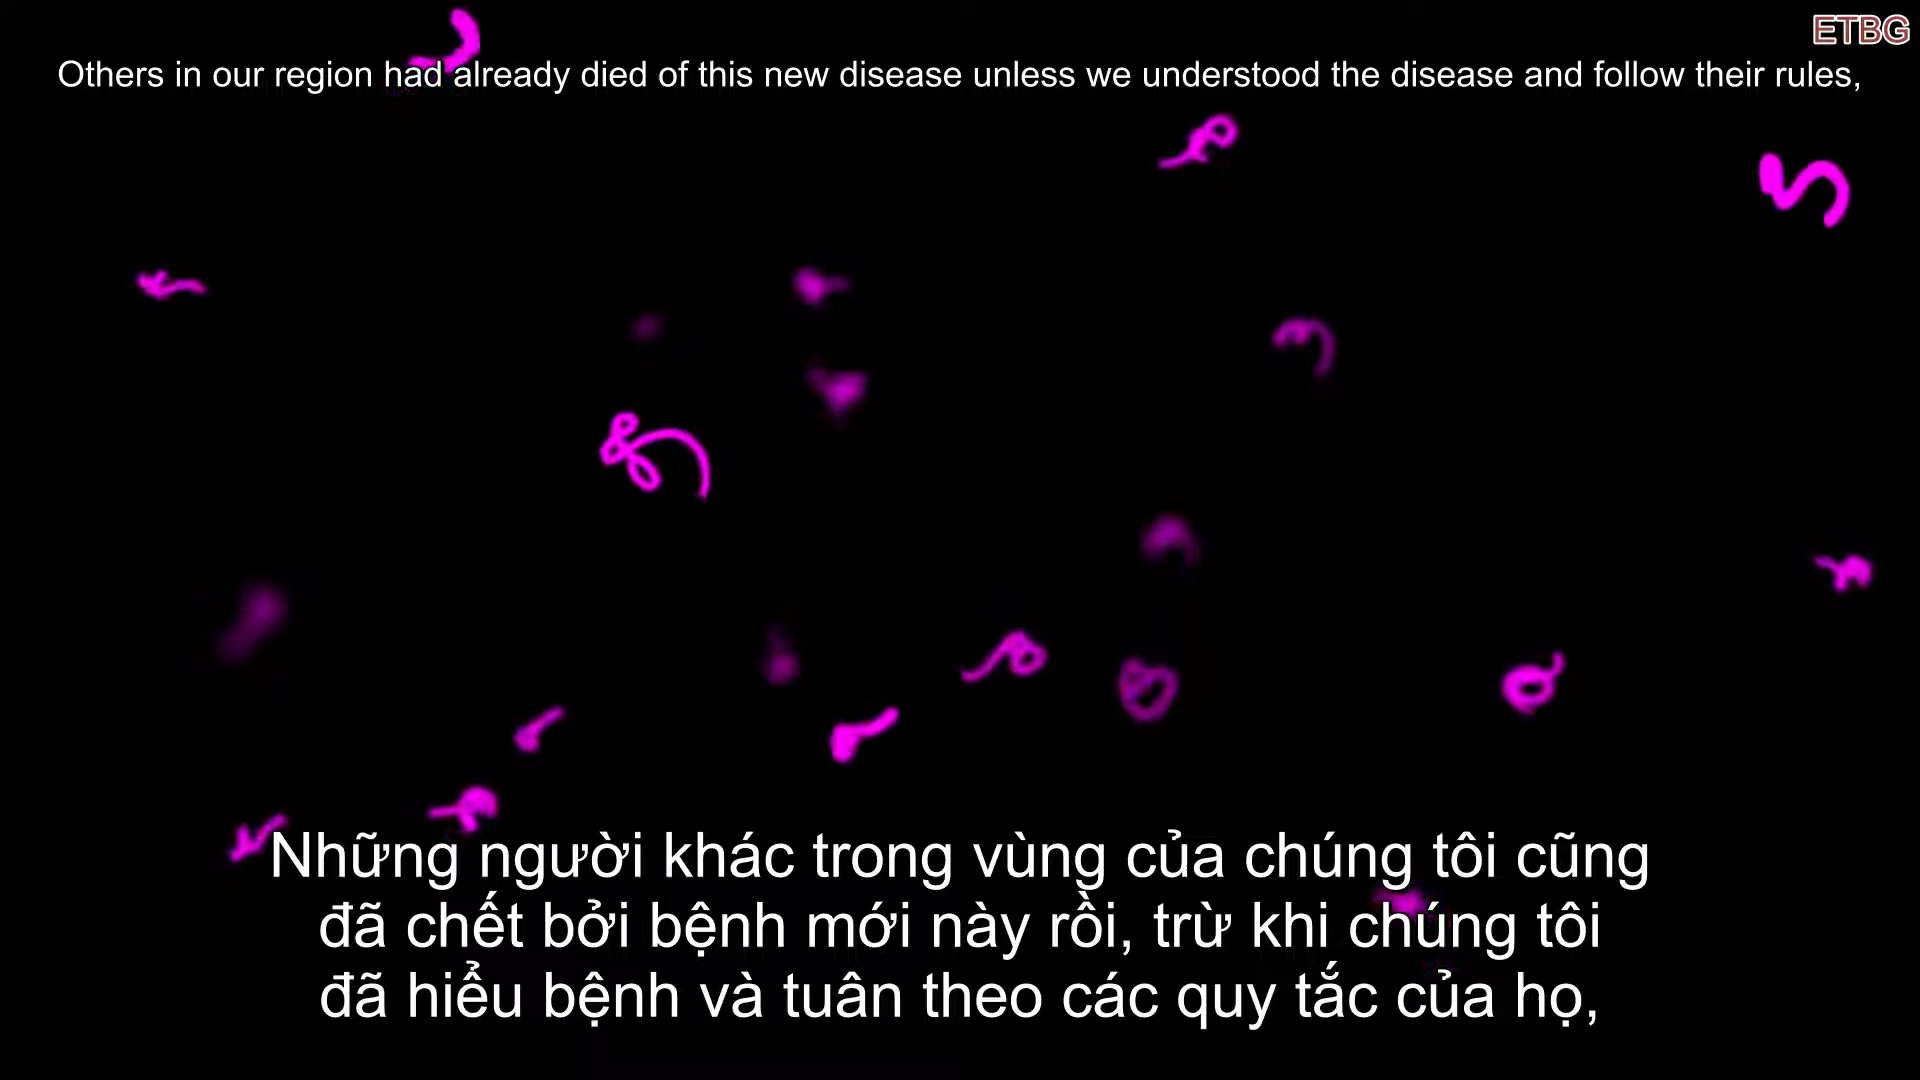 ETBG
Others in our region had already died of this new disease unless we understood the disease and follow their rules,
Những người khác trong vùng của chúng tôi cũng
đã chết bởi bệnh mới này rồi, trừ khi chúng tôi
đã hiểu bệnh và tuân theo các quy tắc của họ,